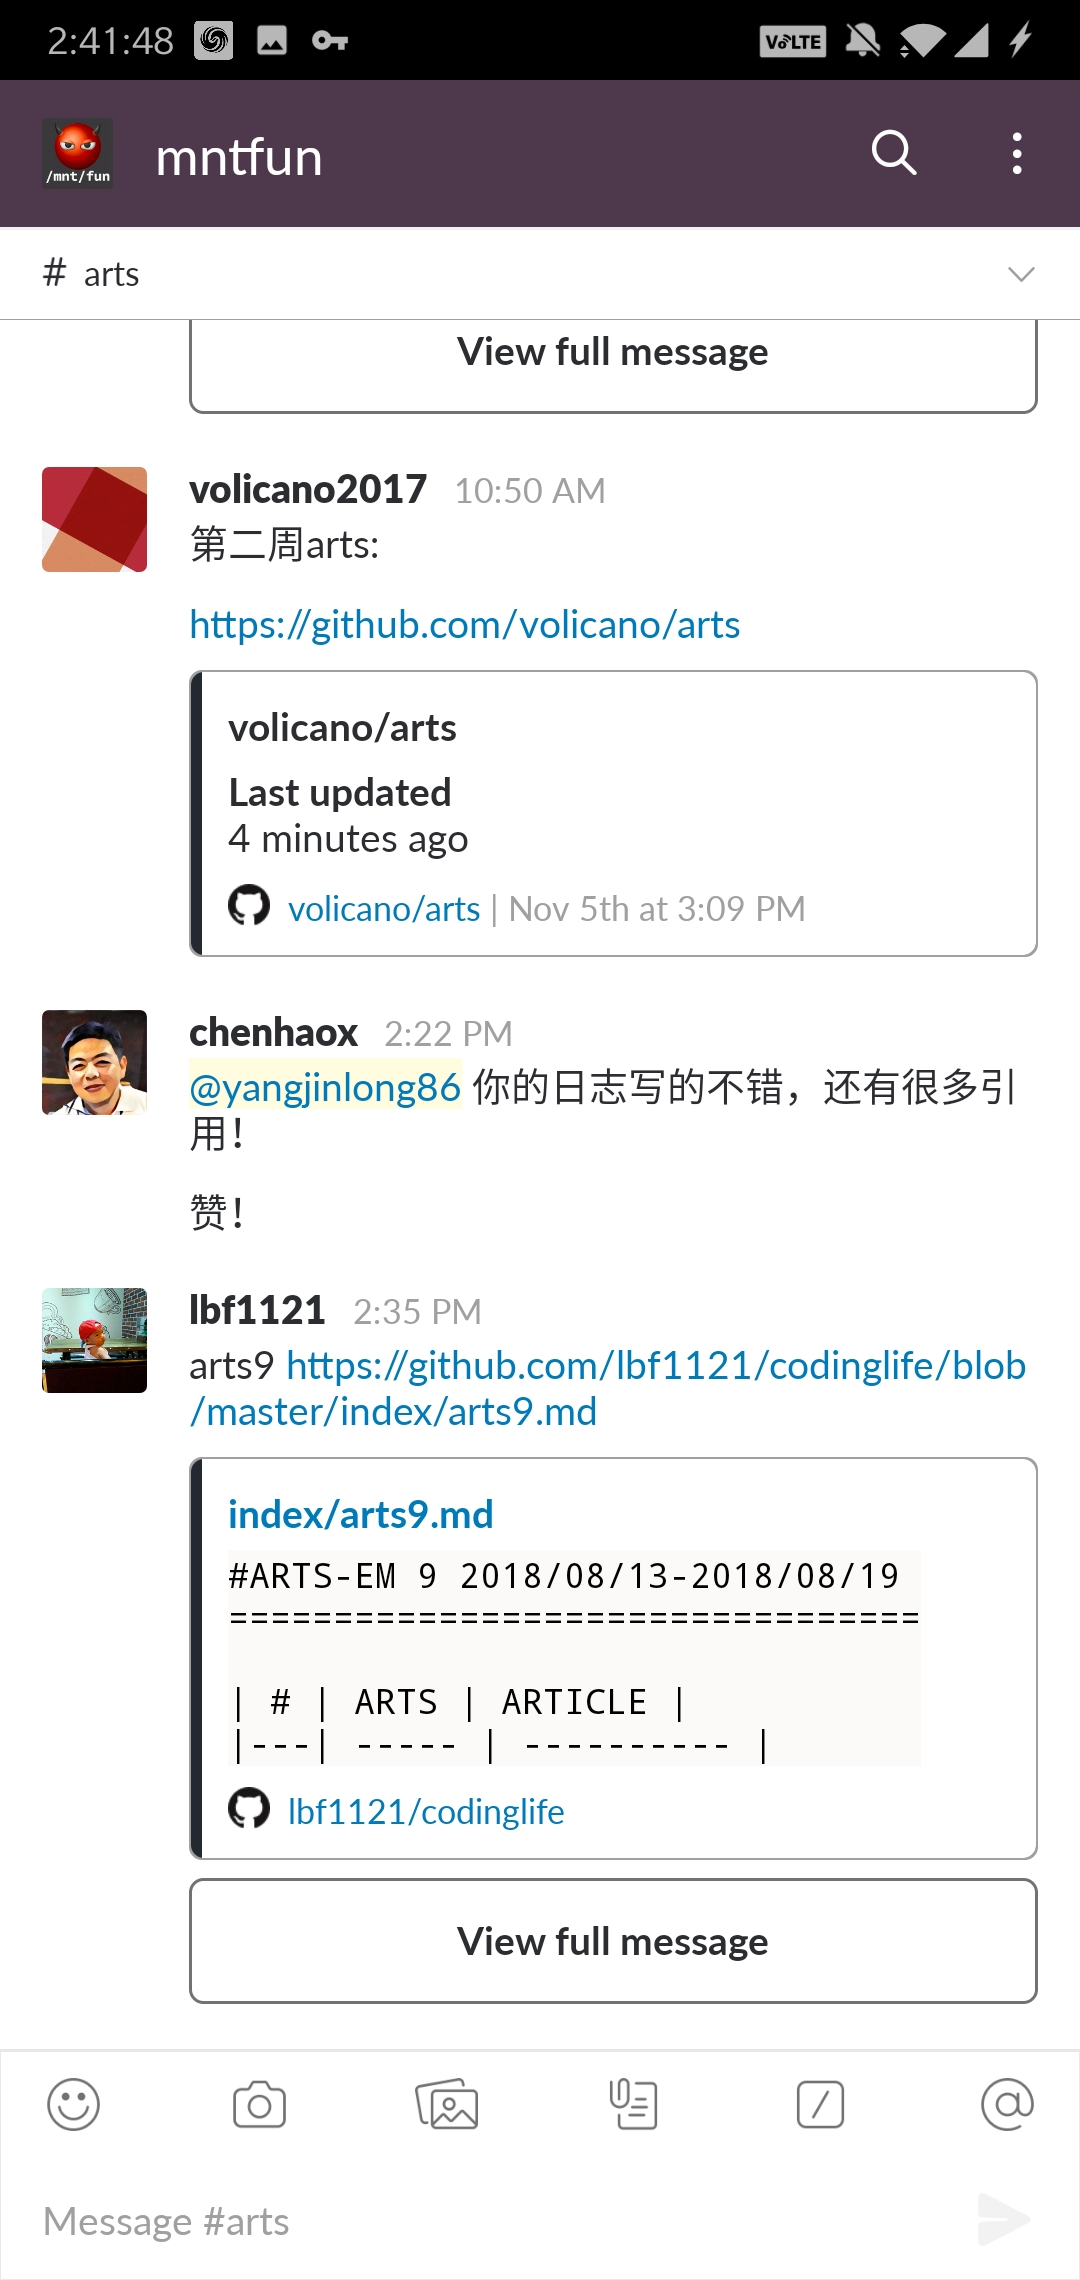 2:41:48
VoLTE
/mnt/fun
mntfun
# arts
View full message
volicano2017 10:50 AM
第二周arts:
https://github.com/volicano/arts
volicano/arts
Last updated
4 minutes ago
volicano/arts | Nov 5th at 3:09 PM
chenhaox 2:22 PM
@yangjinlong86 你的日志写的不错，还有很多引
用！
赞！
lbf1121 2:35 PM
arts9 https://github.com/lbf1121/codinglife/blob
/master/index/arts9.md
index/arts9.md
#ARTS-EM 9 2018/08/13-2018/08/19
=================================
| # | ARTS | ARTICLE |
|---| ----- | ---------- |
lbf1121/codinglife
View full message
Message #arts